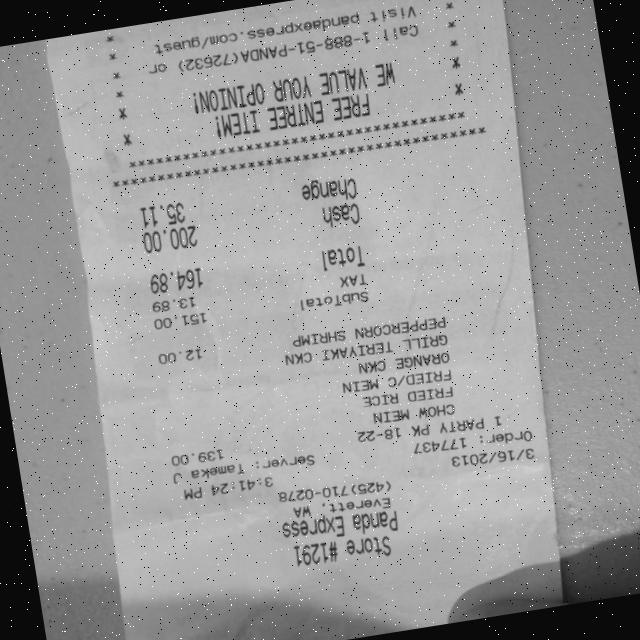 Store #1291
Panda Express
Everett, WA
(425)710-0278
3/16/2013 3:41:24 PM
Order: 177437 Server: Tameka J
1 PARTY PK 18-22 139.00
CHOW MEIN
FRIED RICE
FRIED/C MEIN
ORANGE CKN
GRILL TERIYAKI CKN 12.00
PEPPERCORN SHRIMP
SubTotal 151.00
TAX 13.89
Total 164.89
Cash 200.00
Change 35.11
FREE ENTREE ITEM!
WE VALUE YOUR OPINION!
Call 1-888-51-PANDA(72632) or
Visit pandaexpress.com/guest